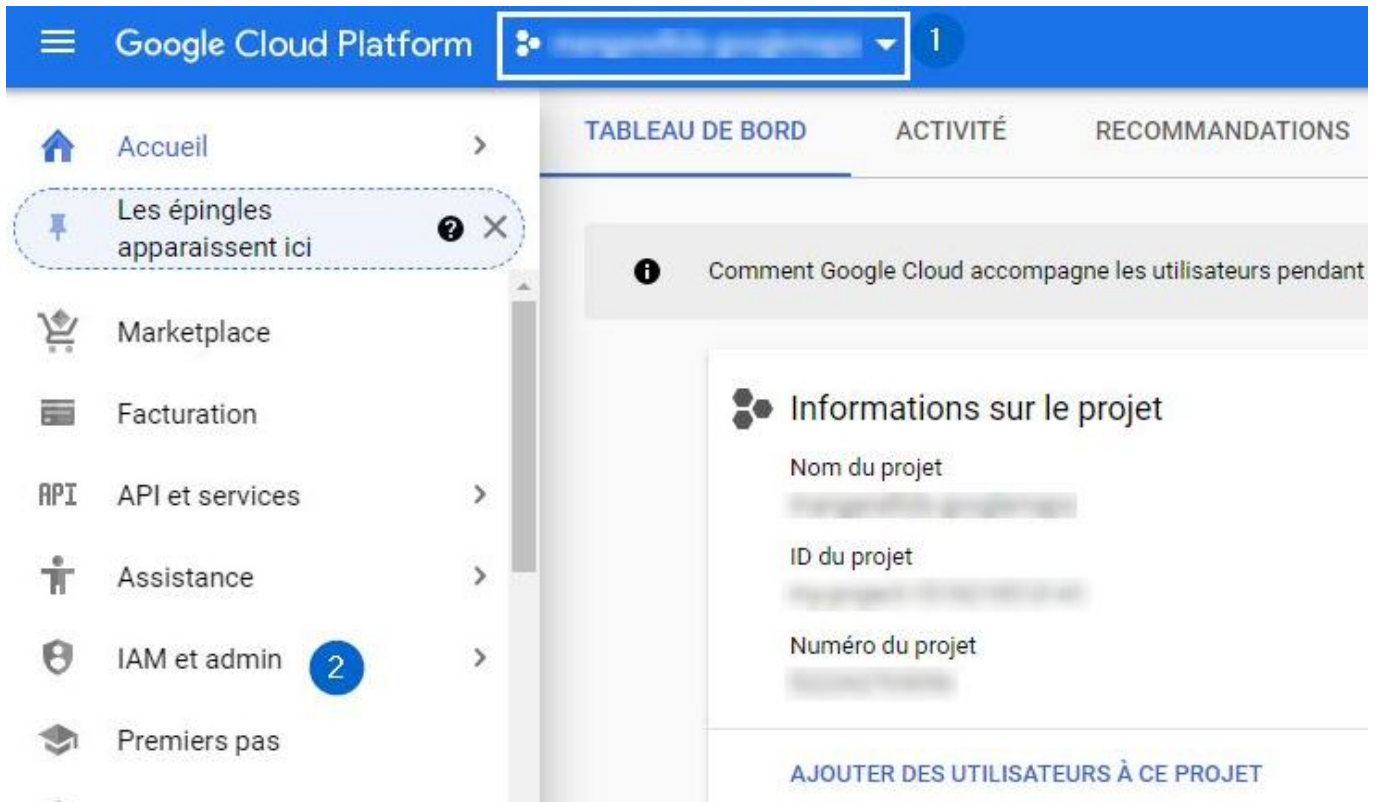 Google Cloud Platform
1
Accueil
Les épingles
apparaissent ici
Marketplace
Facturation
API API et services
Assistance
IAM et admin 2
Premiers pas
TABLEAU DE BORD ACTIVITÉ RECOMMANDATIONS
Comment Google Cloud accompagne les utilisateurs pendant
Informations sur le projet
Nom du projet
ID du projet
Numéro du projet
AJOUTER DES UTILISATEURS À CE PROJET